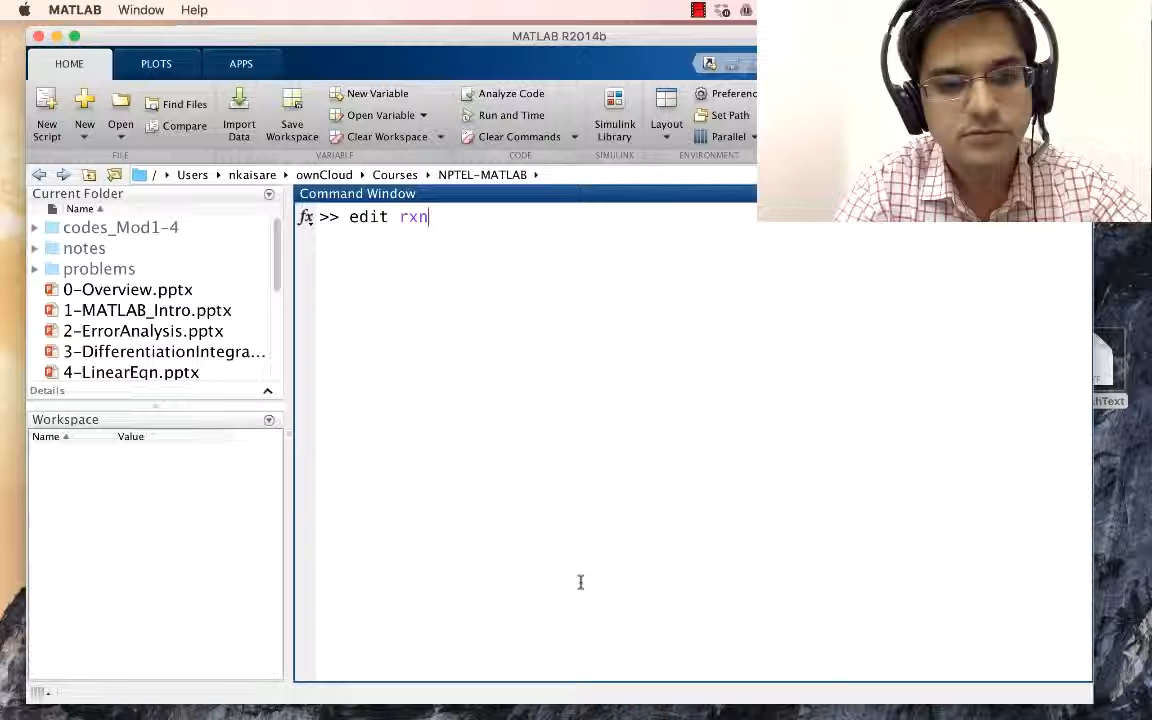 MATLAB Window Help
MATLAB R2014b
HOME PLOTS APPS
New Script
New
Open
Find Files
Compare
Import Data
Save Workspace
New Variable
Open Variable
Clear Workspace
Analyze Code
Run and Time
Clear Commands
Simulink Library
Layout
Preferenc
Set Path
Parallel
FILE VARIABLE CODE SIMULINK ENVIRONMENT
/ Users nkaisare ownCloud Courses NPTEL-MATLAB
Current Folder
Name
codes_Mod1-4
notes
problems
0-Overview.pptx
1-MATLAB_Intro.pptx
2-ErrorAnalysis.pptx
3-DifferentiationIntegra...
4-LinearEqn.pptx
Details
Workspace
Name Value
Command Window
fx >> edit rxn
shText